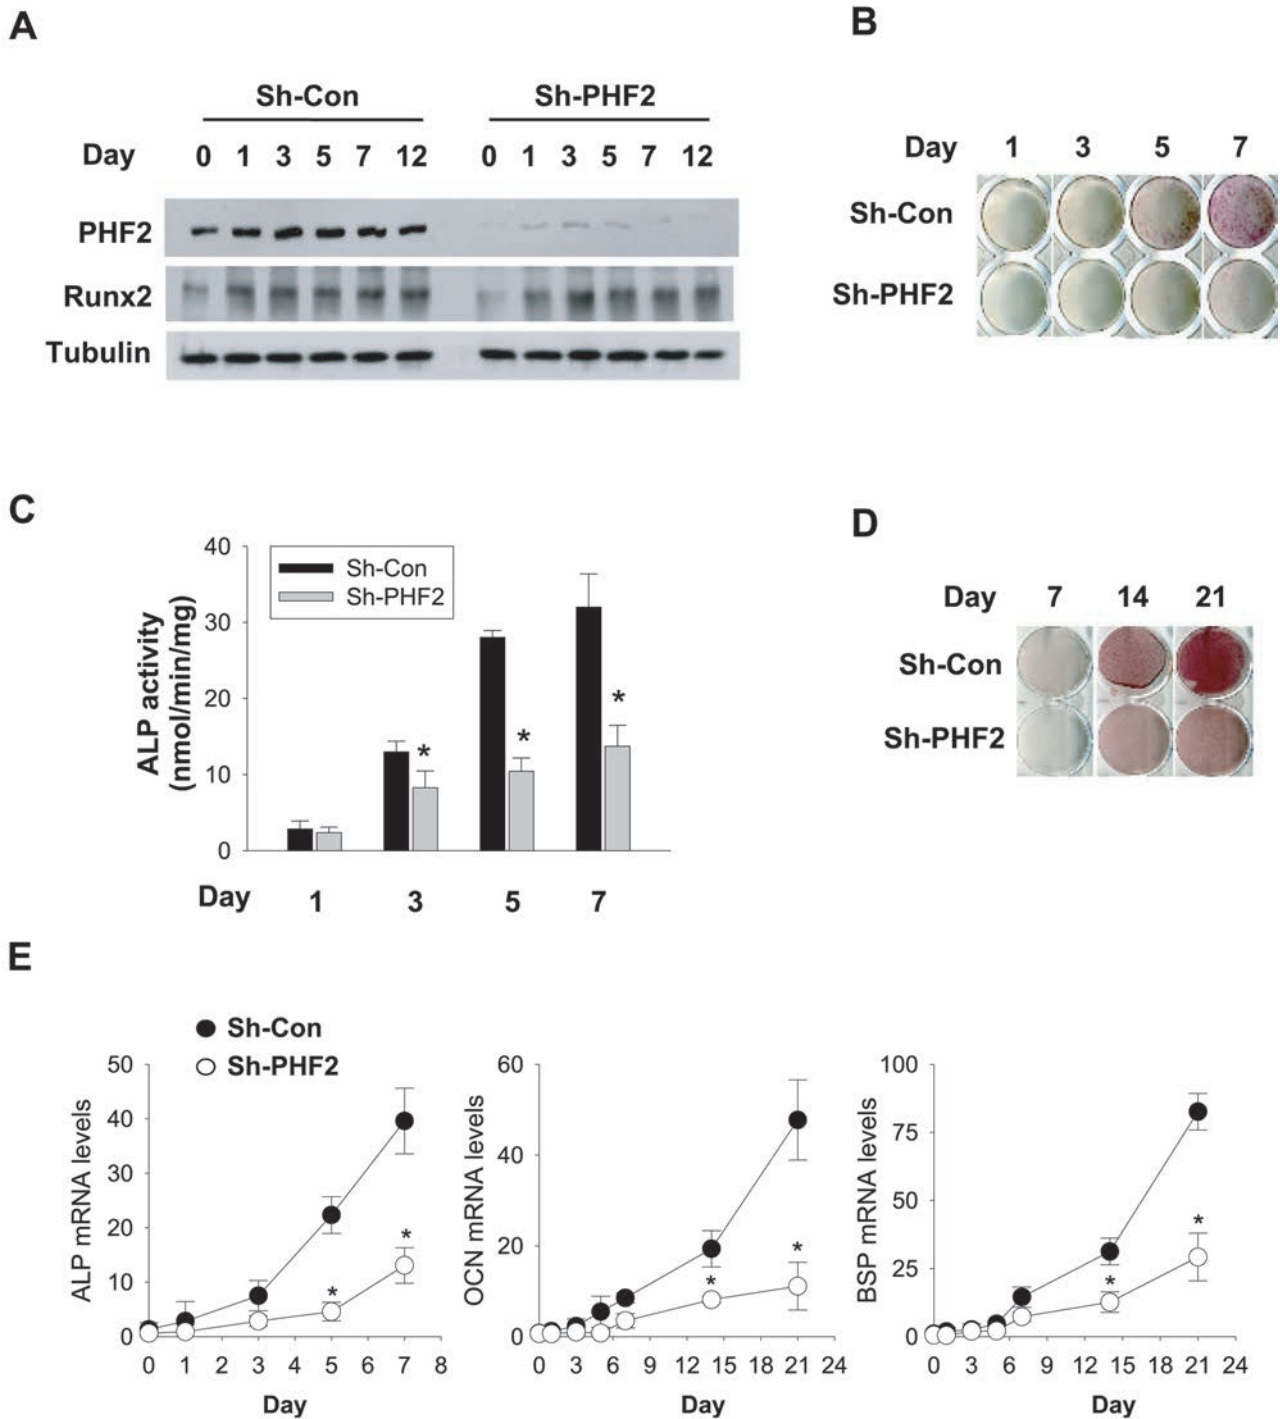 A
Sh-Con Sh-PHF2
Day 0 1 3 5 7 12 0 1 3 5 7 12
PHF2
Runx2
Tubulin
B
Day 1 3 5 7
Sh-Con
Sh-PHF2
C
ALP activity
(nmol/min/mg)
40
30
20
10
0
Sh-Con
Sh-PHF2
*
*
*
Day 1 3 5 7
D
Day 7 14 21
Sh-Con
Sh-PHF2
E
Sh-Con
Sh-PHF2
ALP mRNA levels
50
40
30
20
10
0
*
*
0 1 3 5 7 8
Day
OCN mRNA levels
60
40
20
0
*
*
0 3 6 9 12 15 18 21 24
Day
BSP mRNA levels
100
75
50
25
0
*
*
0 3 6 9 12 15 18 21 24
Day